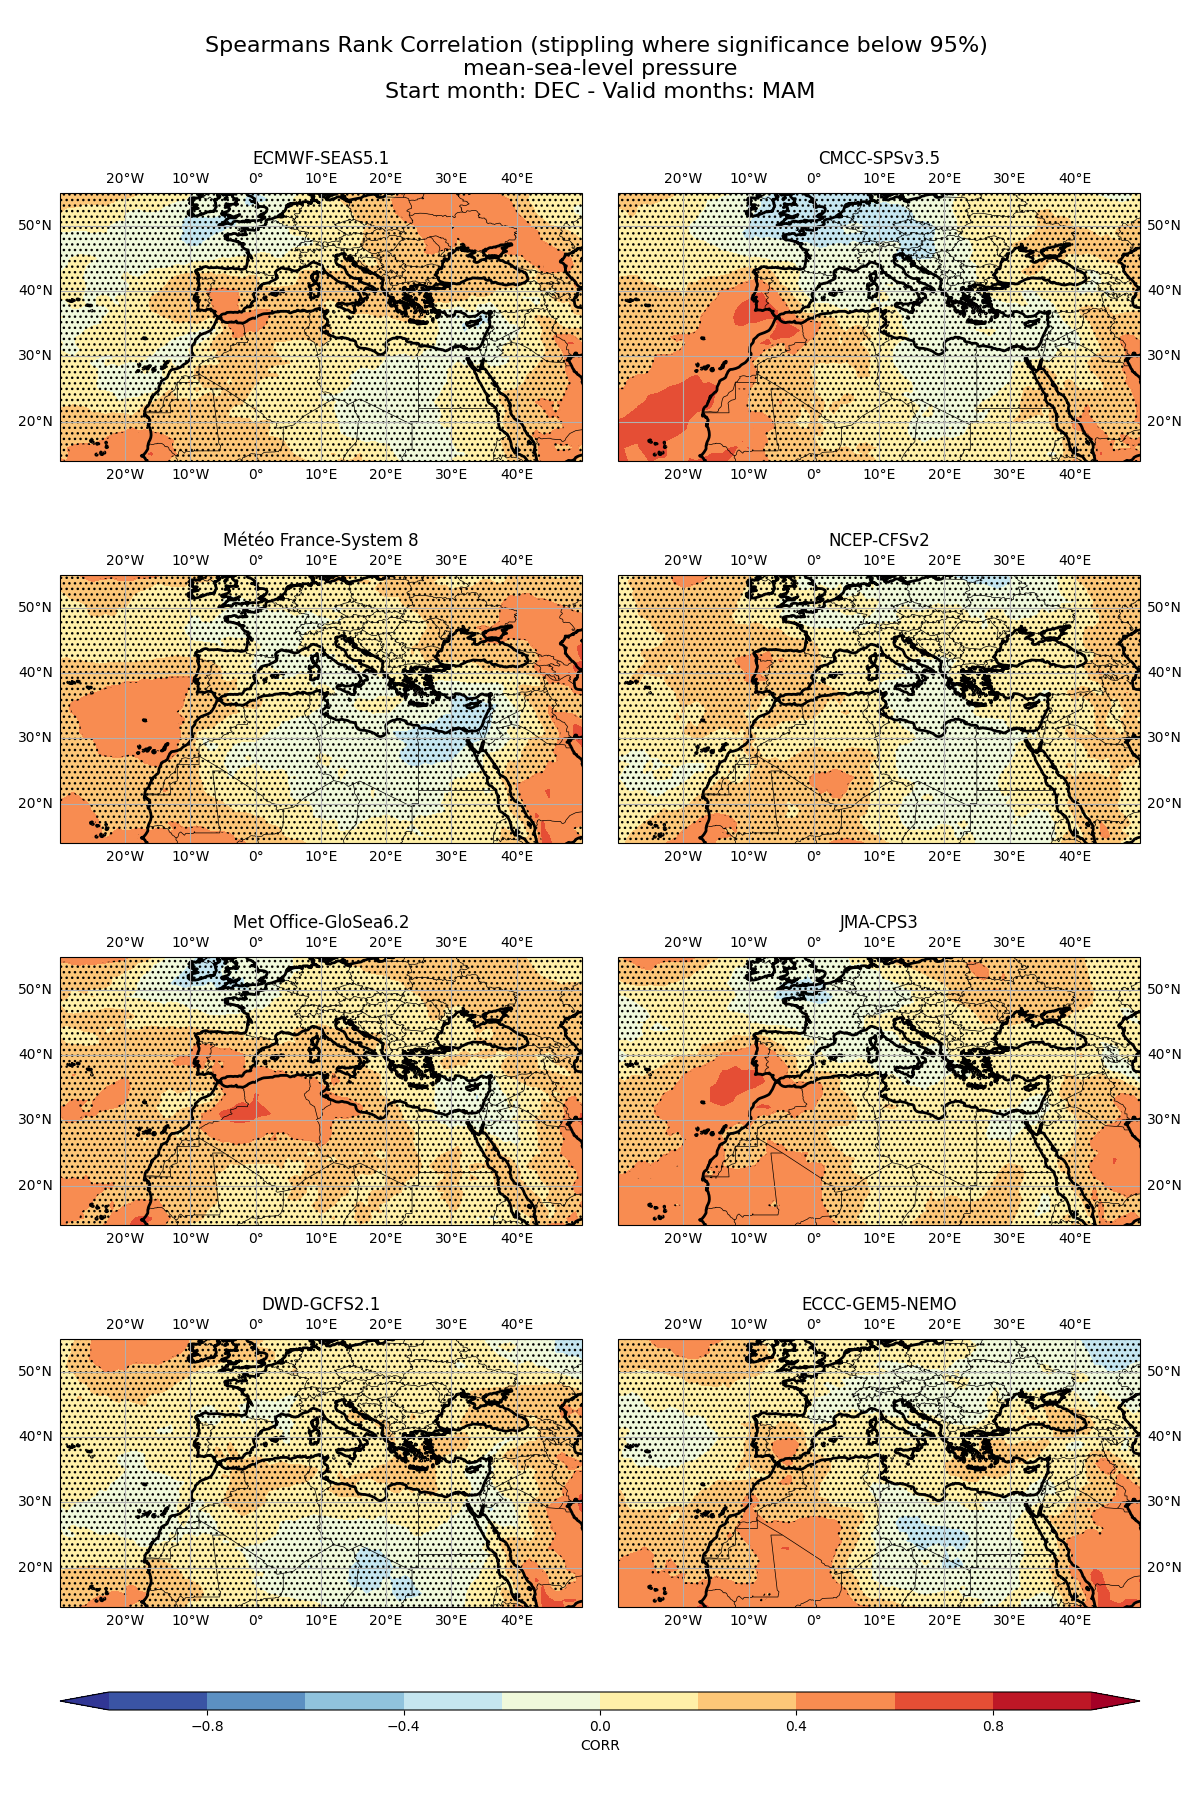 Spearmans Rank Correlation (stippling where significance below 95%)
mean-sea-level pressure
Start month: DEC - Valid months: MAM
ECMWF-SEAS5.1
20°W 10°W 0° 10°E 20°E 30°E 40°E
50°N
40°N
30°N
20°N
20°W 10°W 0° 10°E 20°E 30°E 40°E
CMCC-SPSv3.5
20°W 10°W 0° 10°E 20°E 30°E 40°E
50°N
40°N
30°N
20°N
20°W 10°W 0° 10°E 20°E 30°E 40°E
Météo France-System 8
20°W 10°W 0° 10°E 20°E 30°E 40°E
50°N
40°N
30°N
20°N
20°W 10°W 0° 10°E 20°E 30°E 40°E
NCEP-CFSv2
20°W 10°W 0° 10°E 20°E 30°E 40°E
50°N
40°N
30°N
20°N
20°W 10°W 0° 10°E 20°E 30°E 40°E
Met Office-GloSea6.2
20°W 10°W 0° 10°E 20°E 30°E 40°E
50°N
40°N
30°N
20°N
20°W 10°W 0° 10°E 20°E 30°E 40°E
JMA-CPS3
20°W 10°W 0° 10°E 20°E 30°E 40°E
50°N
40°N
30°N
20°N
20°W 10°W 0° 10°E 20°E 30°E 40°E
DWD-GCFS2.1
20°W 10°W 0° 10°E 20°E 30°E 40°E
50°N
40°N
30°N
20°N
20°W 10°W 0° 10°E 20°E 30°E 40°E
ECCC-GEM5-NEMO
20°W 10°W 0° 10°E 20°E 30°E 40°E
50°N
40°N
30°N
20°N
20°W 10°W 0° 10°E 20°E 30°E 40°E
−0.8 −0.4 0.0 0.4 0.8
CORR